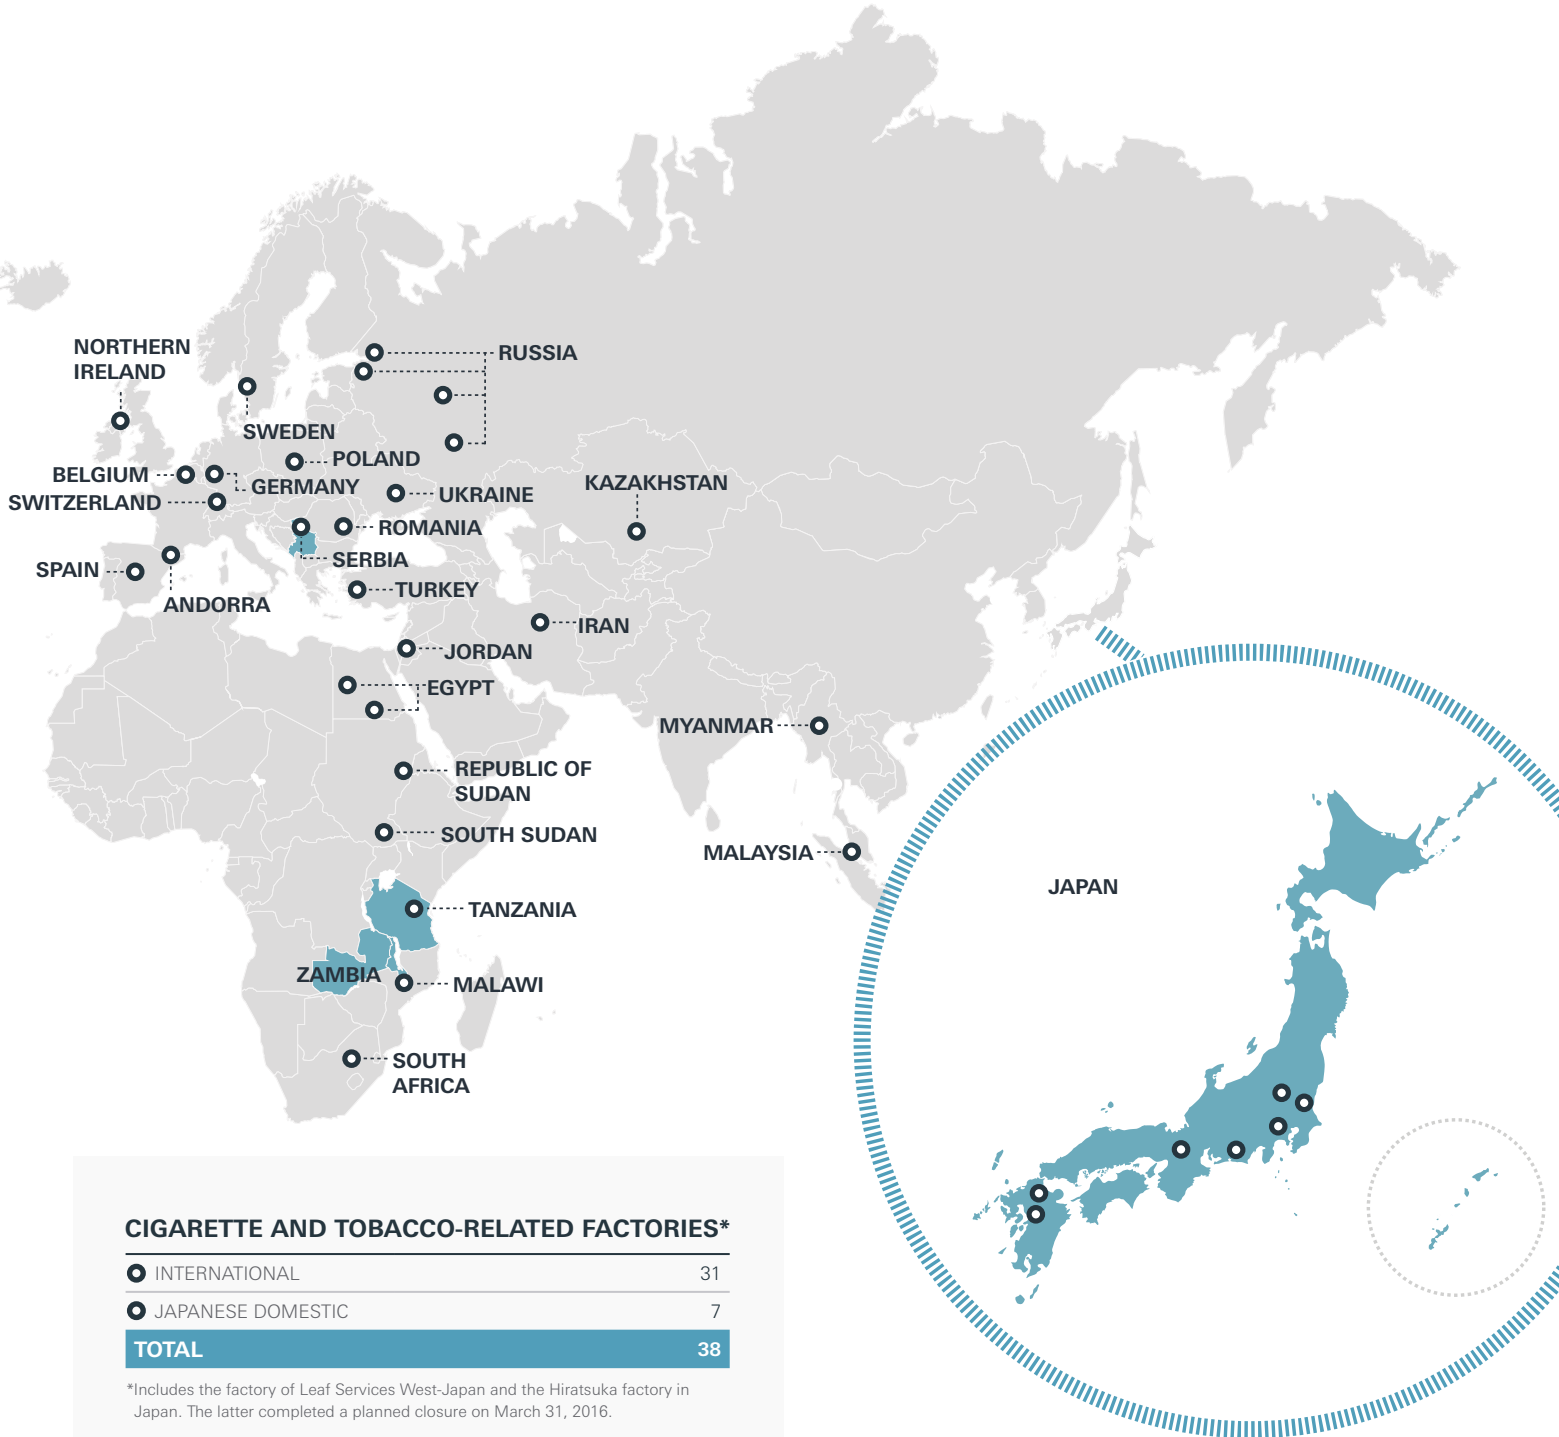 NORTHERN
IRELAND
RUSSIA
SWEDEN
POLAND
BELGIUM
GERMANY
KAZAKHSTAN
UKRAINE
SWITZERLAND
ROMANIA
SERBIA
SPAIN
TURKEY
ANDORRA
IRAN
JORDAN
EGYPT
MYANMAR
REPUBLIC OF
SUDAN
SOUTH SUDAN
MALAYSIA
JAPAN
TANZANIA
ZAMBIA
MALAWI
SOUTH
AFRICA
CIGARETTE AND TOBACCO-RELATED FACTORIES*
INTERNATIONAL 31
JAPANESE DOMESTIC 7
TOTAL 38
*Includes the factory of Leaf Services West-Japan and the Hiratsuka factory in
Japan. The latter completed a planned closure on March 31, 2016.